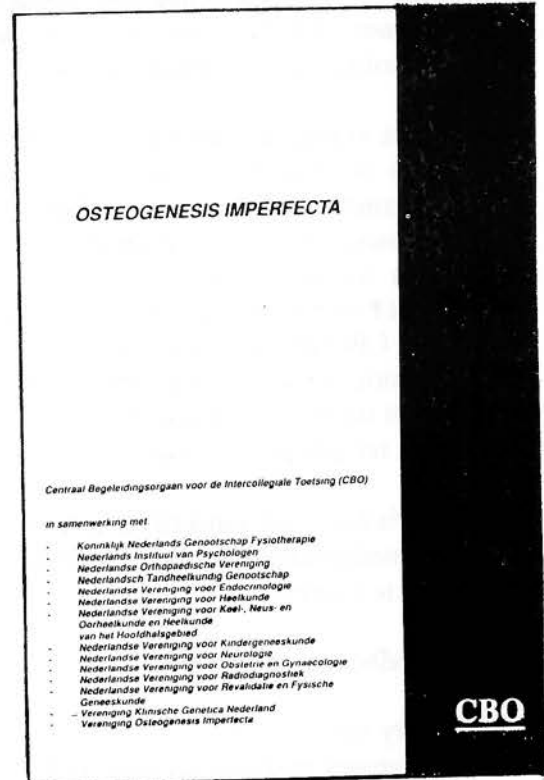 OSTEOGENESIS IMPERFECTA
Centraal Begeleidingsorgaan voor de Intercollegiale Toetsing (CBO)
in samenwerking met
- Koninklijk Nederlands Genootschap Fysiotherapie
- Nederlands Instituut van Psychologen
- Nederlandse Orthopaedische Vereniging
- Nederlandsch Tandheelkundig Genootschap
- Nederlandse Vereniging voor Endocrinologie
- Nederlandse Vereniging voor Heelkunde
- Nederlandse Vereniging voor Keel-, Neus- en
Oorheelkunde en Heelkunde
van het Hoofdhalsgebied
- Nederlandse Vereniging voor Kindergeneeskunde
- Nederlandse Vereniging voor Neurologie
- Nederlandse Vereniging voor Obstetrie en Gynaecologie
- Nederlandse Vereniging voor Radiodiagnostiek
- Nederlandse Vereniging voor Revalidatie en Fysische
Geneeskunde
- Vereniging Klinische Genetica Nederland
- Vereniging Osteogenesis Imperfecta
CBO